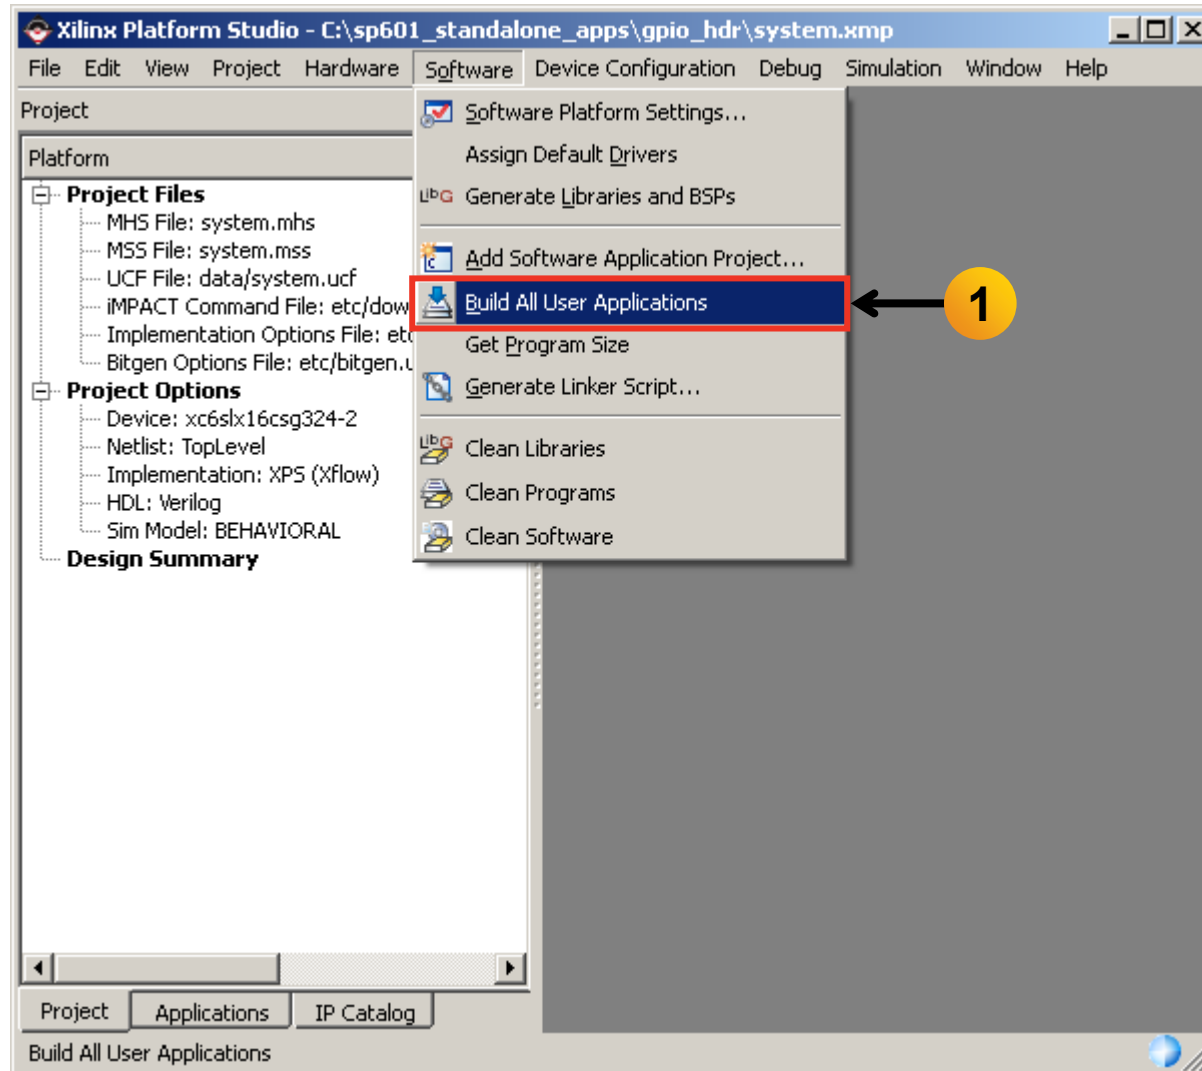 Xilinx Platform Studio - C:\sp601_standalone_apps\gpio_hdr\system.xmp
File Edit View Project Hardware Software Device Configuration Debug Simulation Window Help
Project
Platform
Project Files
MHS File: system.mhs
MSS File: system.mss
UCF File: data/system.ucf
iMPACT Command File: etc/dow
Implementation Options File: et
Bitgen Options File: etc/bitgen.u
Project Options
Device: xc6slx16csg324-2
Netlist: TopLevel
Implementation: XPS (Xflow)
HDL: Verilog
Sim Model: BEHAVIORAL
Design Summary
Software Platform Settings...
Assign Default Drivers
LibG Generate Libraries and BSPs
Add Software Application Project...
Build All User Applications
1
Get Program Size
Generate Linker Script...
LibG Clean Libraries
Clean Programs
Clean Software
Project Applications IP Catalog
Build All User Applications